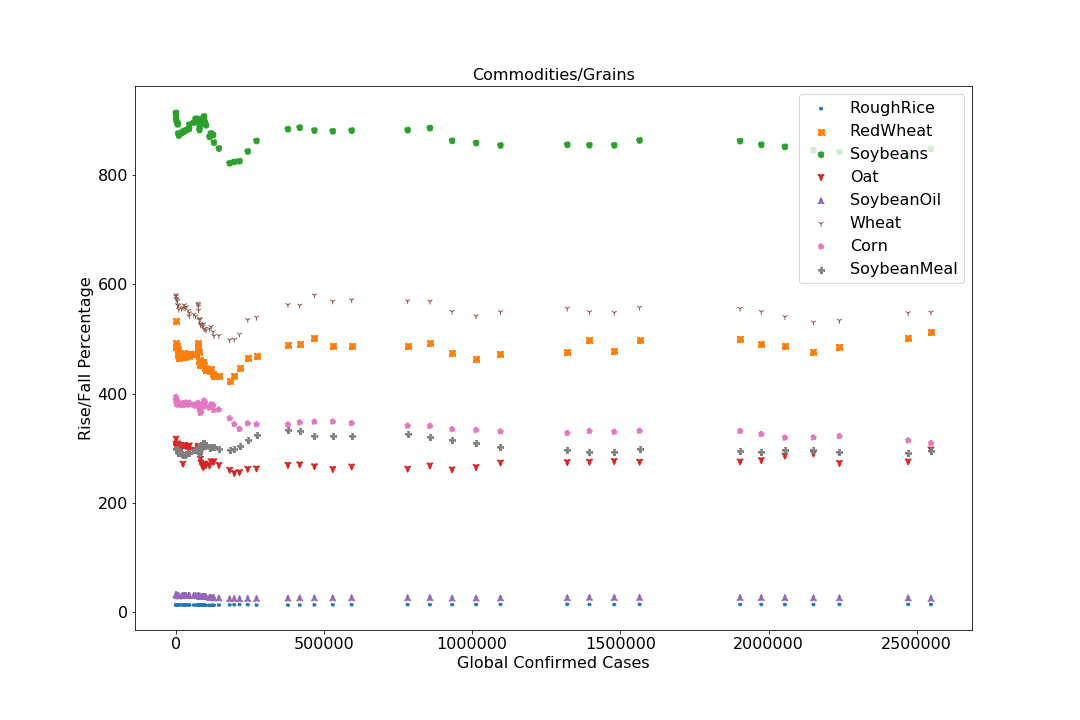 Commodities/Grains
Rise/Fall Percentage
800
600
400
200
0
RoughRice
RedWheat
Soybeans
Oat
SoybeanOil
Wheat
Corn
SoybeanMeal
0 500000 1000000 1500000 2000000 2500000
Global Confirmed Cases